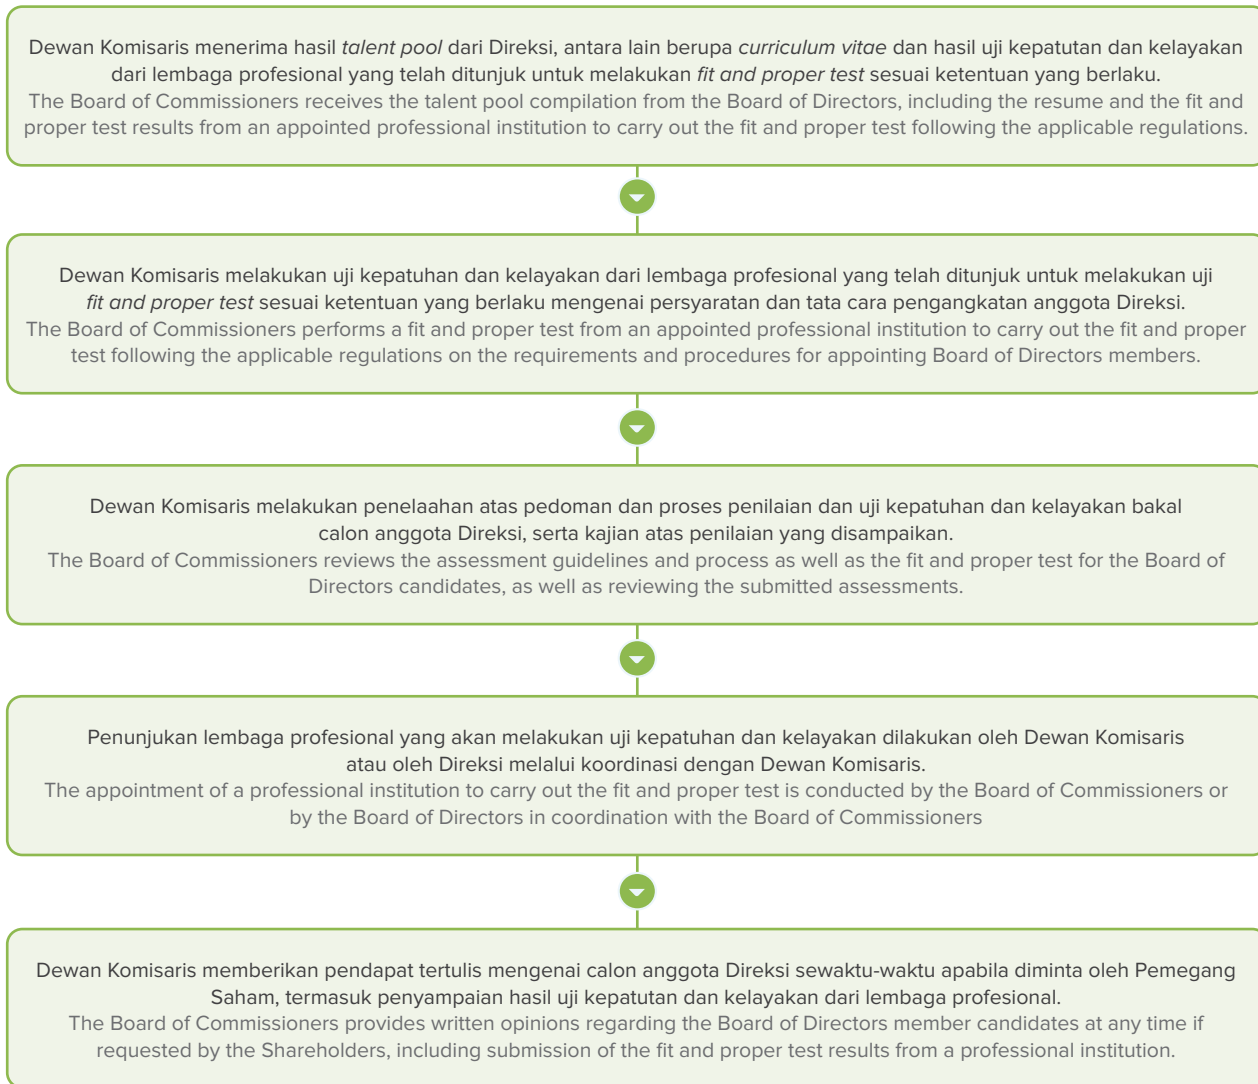 Dewan Komisaris menerima hasil talent pool dari Direksi, antara lain berupa curriculum vitae dan hasil uji kepatutan dan kelayakan
dari lembaga profesional yang telah ditunjuk untuk melakukan fit and proper test sesuai ketentuan yang berlaku.
The Board of Commissioners receives the talent pool compilation from the Board of Directors, including the resume and the fit and
proper test results from an appointed professional institution to carry out the fit and proper test following the applicable regulations.
Dewan Komisaris melakukan uji kepatuhan dan kelayakan dari lembaga profesional yang telah ditunjuk untuk melakukan uji
fit and proper test sesuai ketentuan yang berlaku mengenai persyaratan dan tata cara pengangkatan anggota Direksi.
The Board of Commissioners performs a fit and proper test from an appointed professional institution to carry out the fit and proper
test following the applicable regulations on the requirements and procedures for appointing Board of Directors members.
Dewan Komisaris melakukan penelaahan atas pedoman dan proses penilaian dan uji kepatuhan dan kelayakan bakal
calon anggota Direksi, serta kajian atas penilaian yang disampaikan.
The Board of Commissioners reviews the assessment guidelines and process as well as the fit and proper test for the Board of
Directors candidates, as well as reviewing the submitted assessments.
Penunjukan lembaga profesional yang akan melakukan uji kepatuhan dan kelayakan dilakukan oleh Dewan Komisaris
atau oleh Direksi melalui koordinasi dengan Dewan Komisaris.
The appointment of a professional institution to carry out the fit and proper test is conducted by the Board of Commissioners or
by the Board of Directors in coordination with the Board of Commissioners
Dewan Komisaris memberikan pendapat tertulis mengenai calon anggota Direksi sewaktu-waktu apabila diminta oleh Pemegang
Saham, termasuk penyampaian hasil uji kepatutan dan kelayakan dari lembaga profesional.
The Board of Commissioners provides written opinions regarding the Board of Directors member candidates at any time if
requested by the Shareholders, including submission of the fit and proper test results from a professional institution.